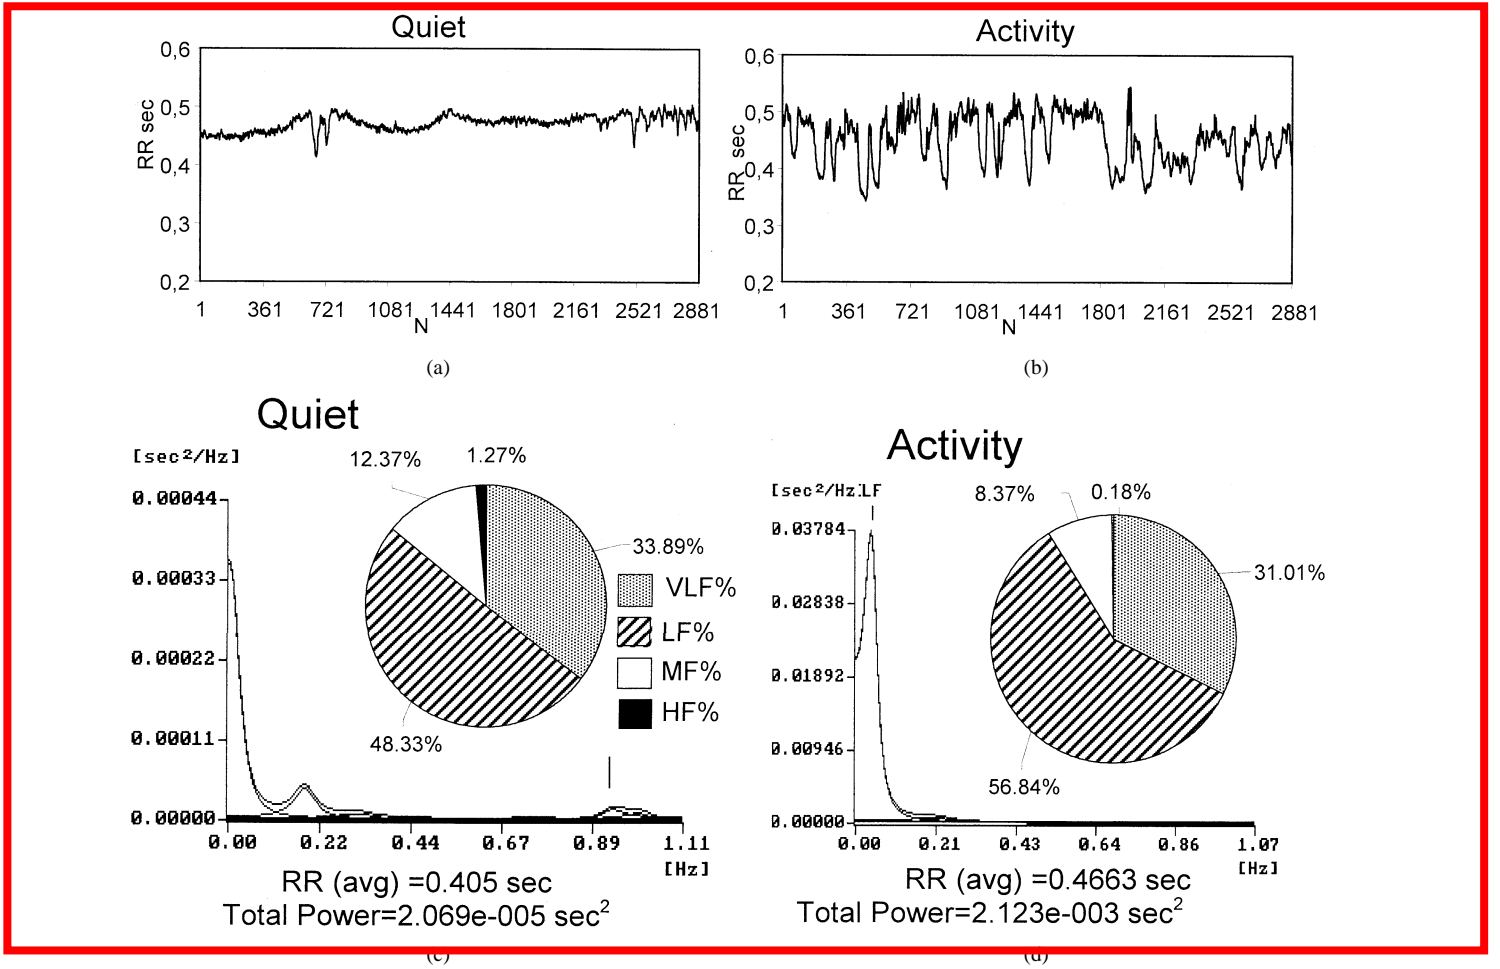 Quiet
0,6
0,5
0,4
0,3
0,2
RR sec
1 361 721 1081 1441 1801 2161 2521 2881
N
(a)
Activity
0,6
0,5
0,4
0,3
0,2
RR sec
1 361 721 1081 1441 1801 2161 2521 2881
N
(b)
Quiet
[sec2/Hz]
0.00044
0.00033
0.00022
0.00011
0.00000
12.37%
1.27%
33.89%
48.33%
VLF%
LF%
MF%
HF%
0.00 0.22 0.44 0.67 0.89 1.11
[Hz]
RR (avg) =0.405 sec
Total Power=2.069e-005 sec2
(c)
Activity
[sec2/Hz]LF
0.03784
0.02838
0.01892
0.00946
0.00000
8.37%
0.18%
31.01%
56.84%
0.00 0.21 0.43 0.64 0.86 1.07
[Hz]
RR (avg) =0.4663 sec
Total Power=2.123e-003 sec2
(d)